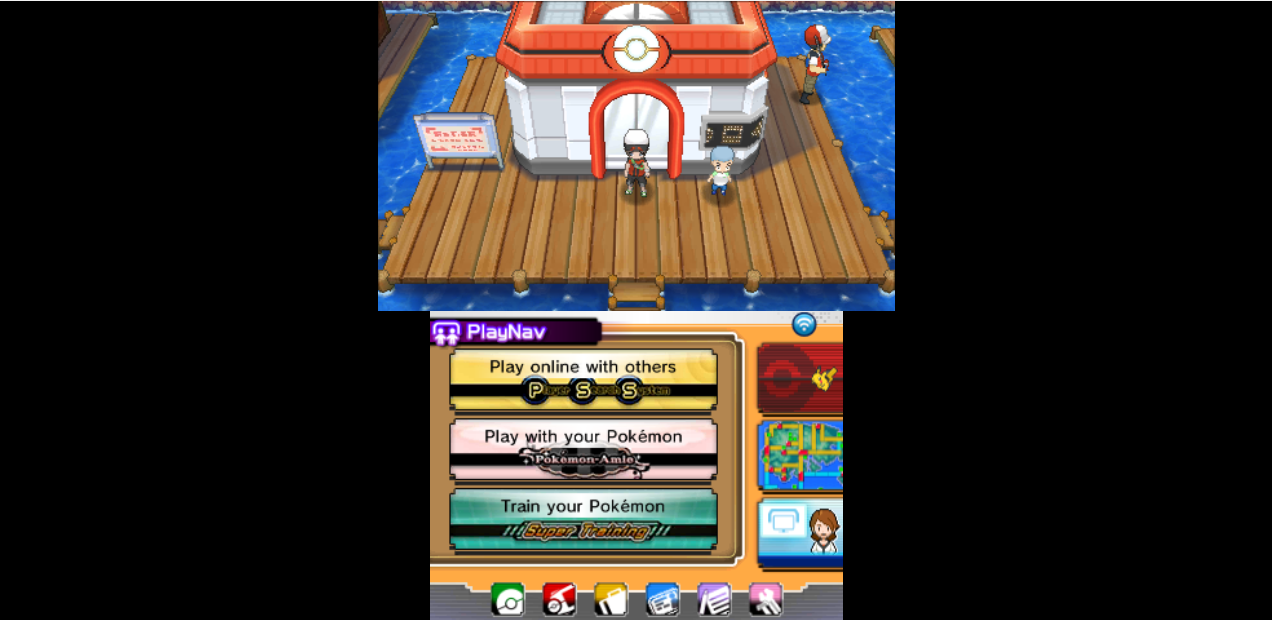 PlayNav
Play online with others
Player Search System
Play with your Pokémon
Pokémon-Amie
Train your Pokémon
Super Training